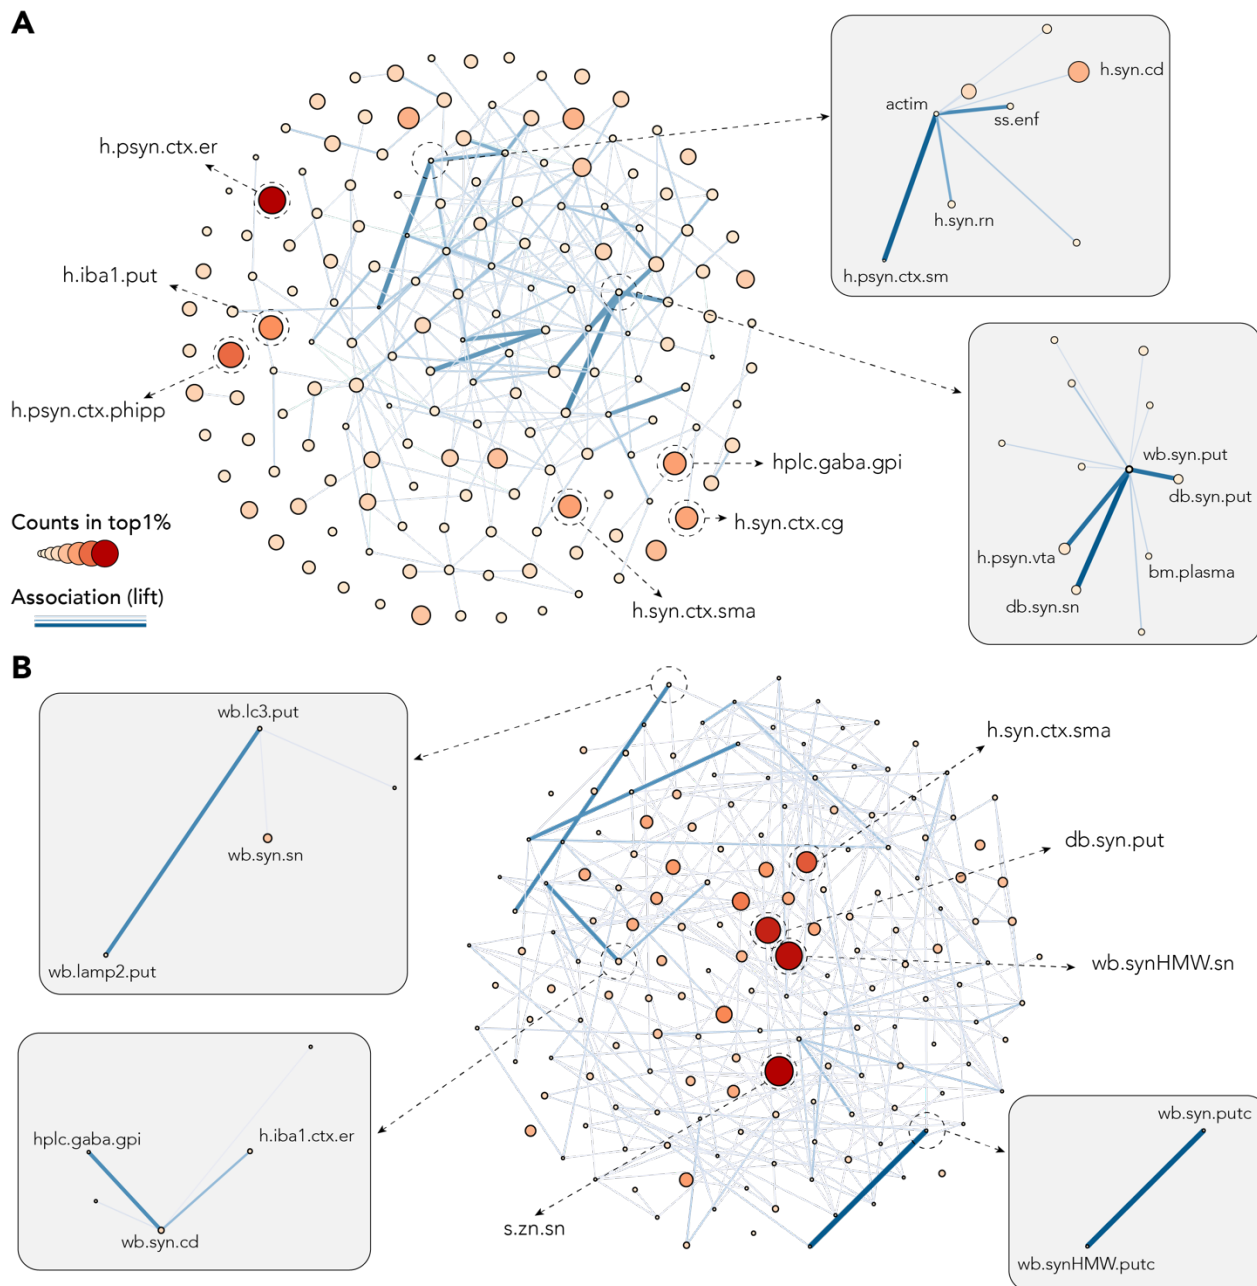 A
h.psyn.ctx.er
h.iba1.put
h.psyn.ctx.phipp
Counts in top1%
Association (lift)
hplc.gaba.gpi
h.syn.ctx.cg
h.syn.ctx.sma
h.syn.cd
actim
ss.enf
h.syn.rn
h.psyn.ctx.sm
wb.syn.put
db.syn.put
h.psyn.vta
bm.plasma
db.syn.sn
B
wb.lc3.put
wb.syn.sn
wb.lamp2.put
h.syn.ctx.sma
db.syn.put
wb.synHMW.sn
s.zn.sn
hplc.gaba.gpi
h.iba1.ctx.er
wb.syn.cd
wb.syn.putc
wb.synHMW.putc